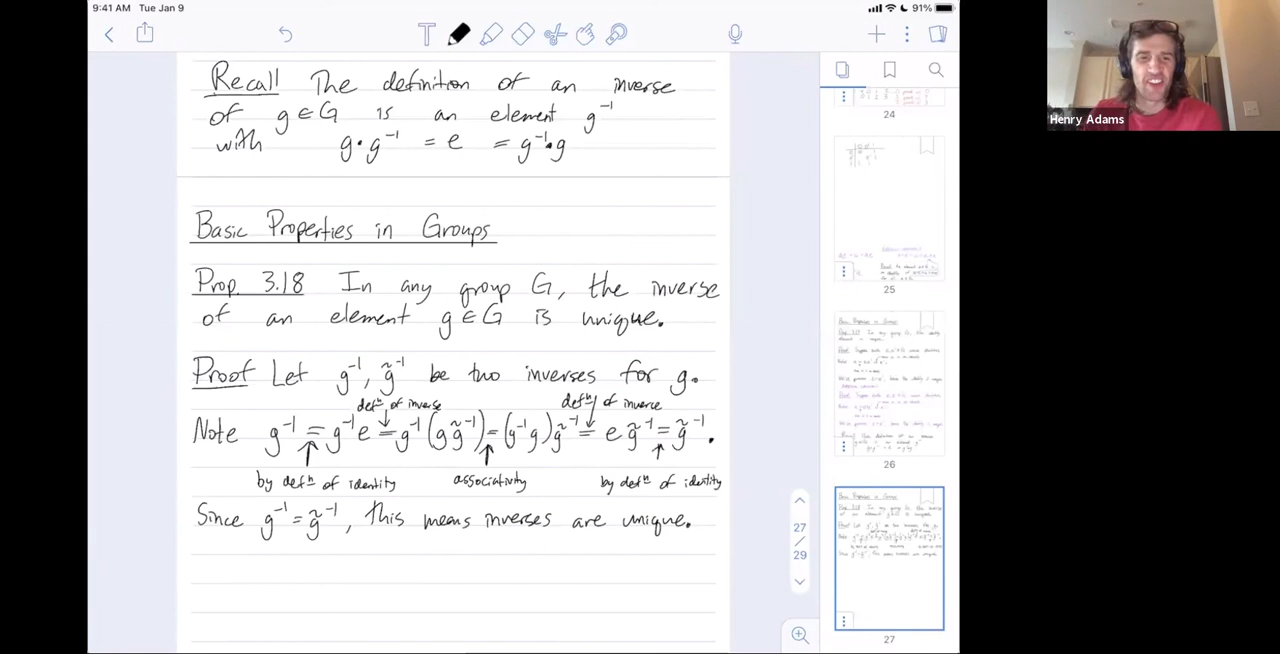 9:41 AM Tue Jan 9
91%
Recall The definition of an inverse
of g ∈ G is an element g⁻¹
with g · g⁻¹ = e = g⁻¹ · g
Basic Properties in Groups
Prop. 3.18 In any group G, the inverse
of an element g ∈ G is unique.
Proof Let g⁻¹, g̃⁻¹ be two inverses for g.
defⁿ of inverse defⁿ of inverse
Note g⁻¹ = g⁻¹e = g⁻¹(g g̃⁻¹) = (g⁻¹g) g̃⁻¹ = e g̃⁻¹ = g̃⁻¹.
by defⁿ of identity associativity by defⁿ of identity
Since g⁻¹ = g̃⁻¹, this means inverses are unique.
24
25
26
27
27
/
29
Henry Adams